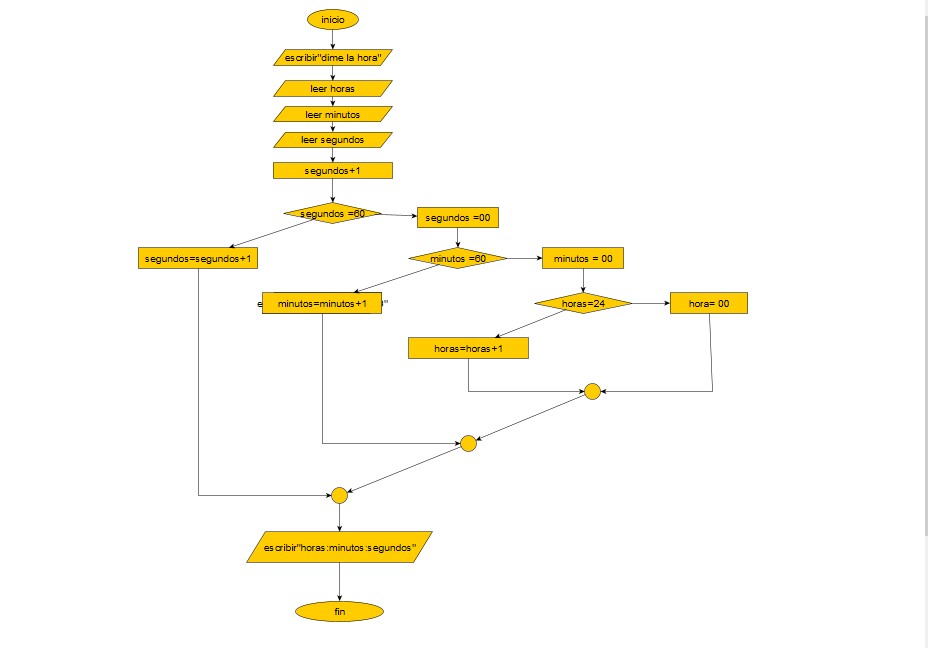 inicio
escribir"dime la hora"
leer horas
leer minutos
leer segundos
segundos+1
segundos =60
segundos =00
segundos=segundos+1
minutos =60
minutos = 00
minutos=minutos+1
horas=24
hora= 00
horas=horas+1
escribir"horas:minutos:segundos"
fin